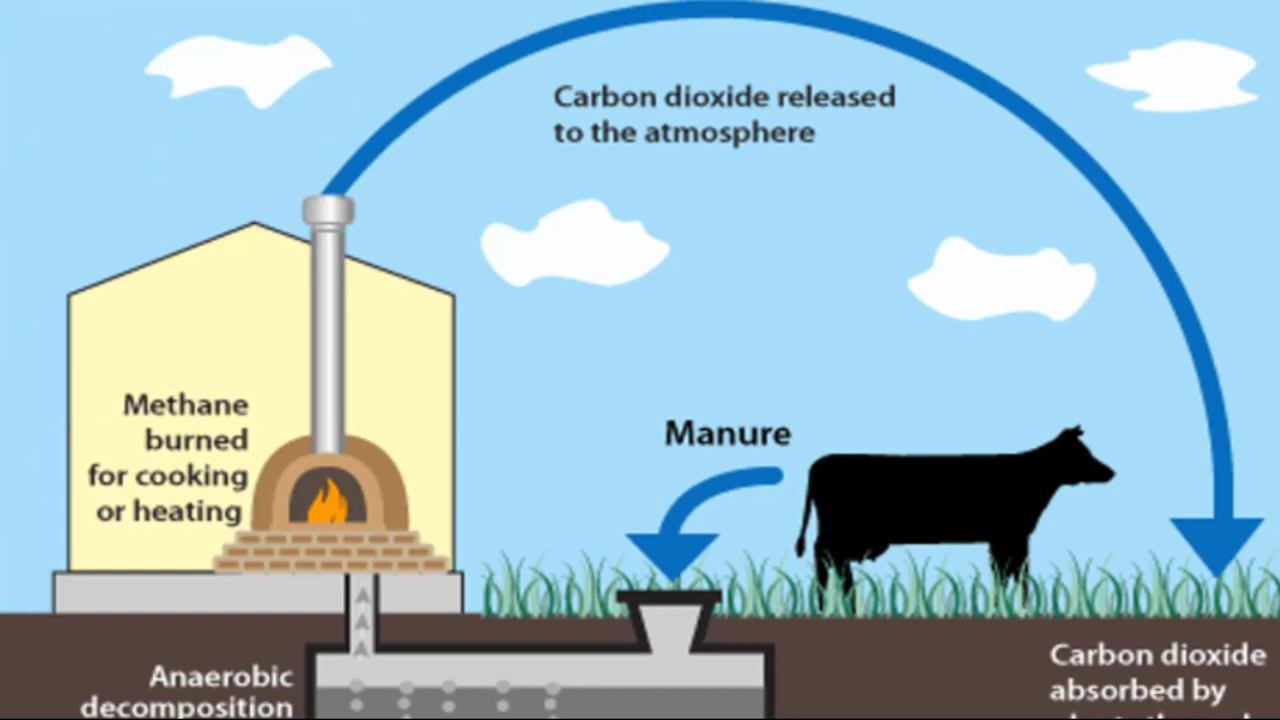 Carbon dioxide released
to the atmosphere
Methane
burned
for cooking
or heating
Manure
Anaerobic
decomposition
Carbon dioxide
absorbed by